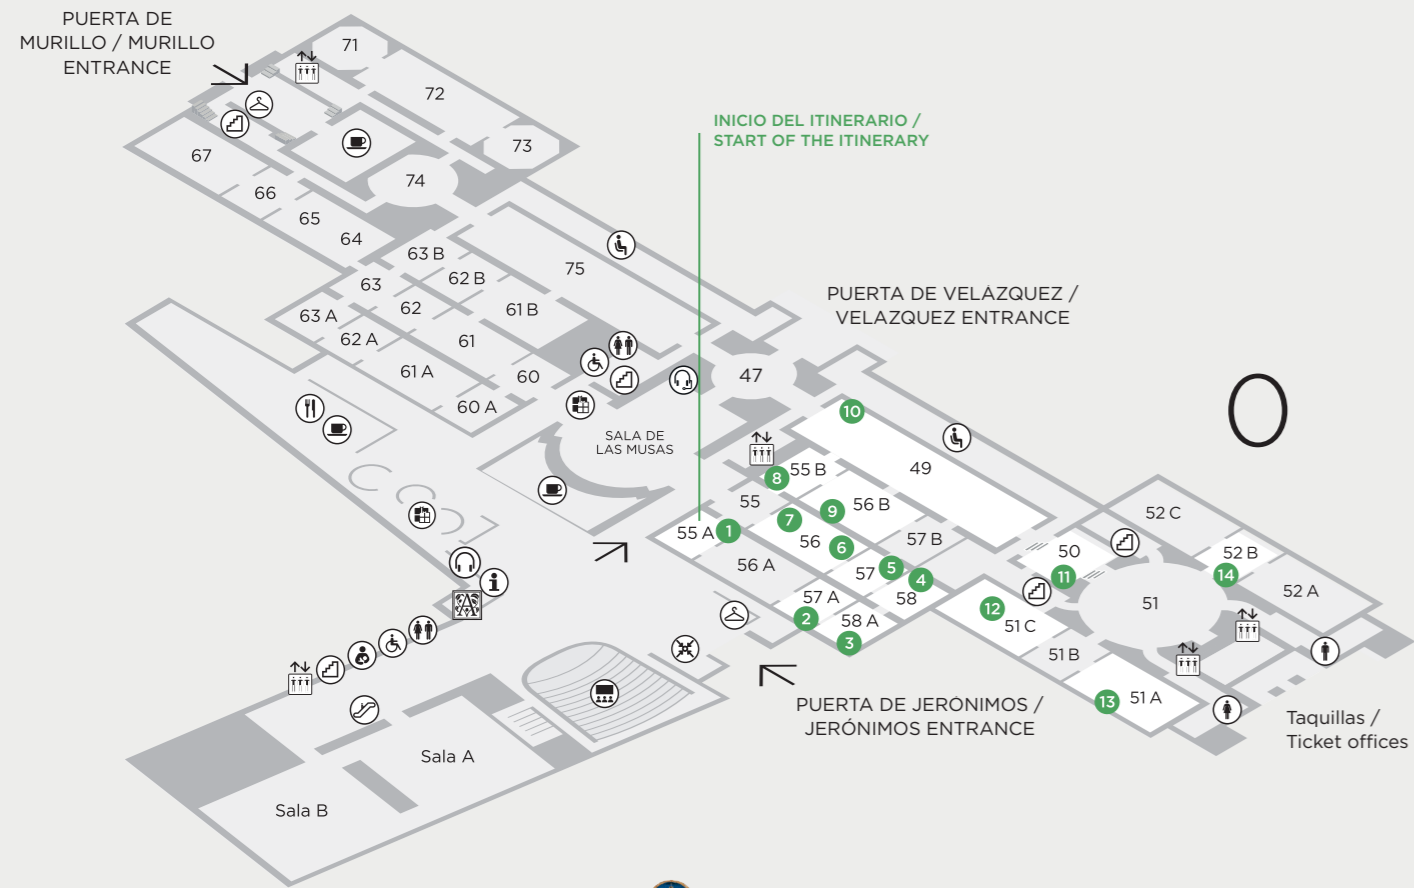 PUERTA DE
MURILLO / MURILLO
ENTRANCE
71
72
73
67
74
66
65
64
INICIO DEL ITINERARIO /
START OF THE ITINERARY
63 B
62 B
75
63
62
61 B
63 A
62 A
61
61 A
60
60 A
PUERTA DE VELÁZQUEZ /
VELAZQUEZ ENTRANCE
47
SALA DE
LAS MUSAS
10
49
O
55 B
8
55
56 B
9
7
55 A
1
56
6
57 B
56 A
57
5
4
58
57 A
2
58 A
3
52 C
50
11
52 B
14
52 A
51
12
51 C
51 B
13
51 A
i
A
PUERTA DE JERÓNIMOS /
JERÓNIMOS ENTRANCE
Taquillas /
Ticket offices
Sala A
Sala B
0